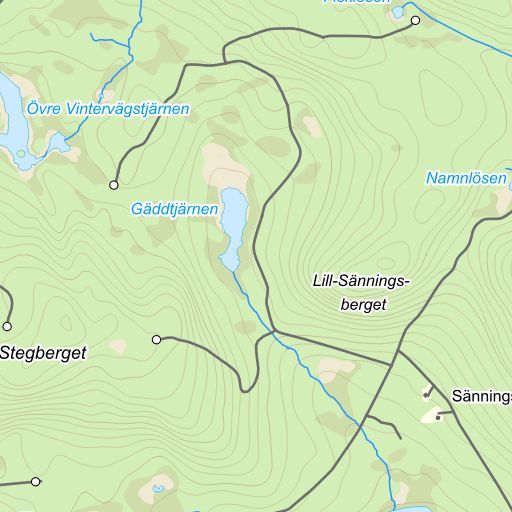 Övre Vintervägstjärnen
Namnlösen
Gäddtjärnen
Lill-Sännings-
berget
Stegberget
Sännings